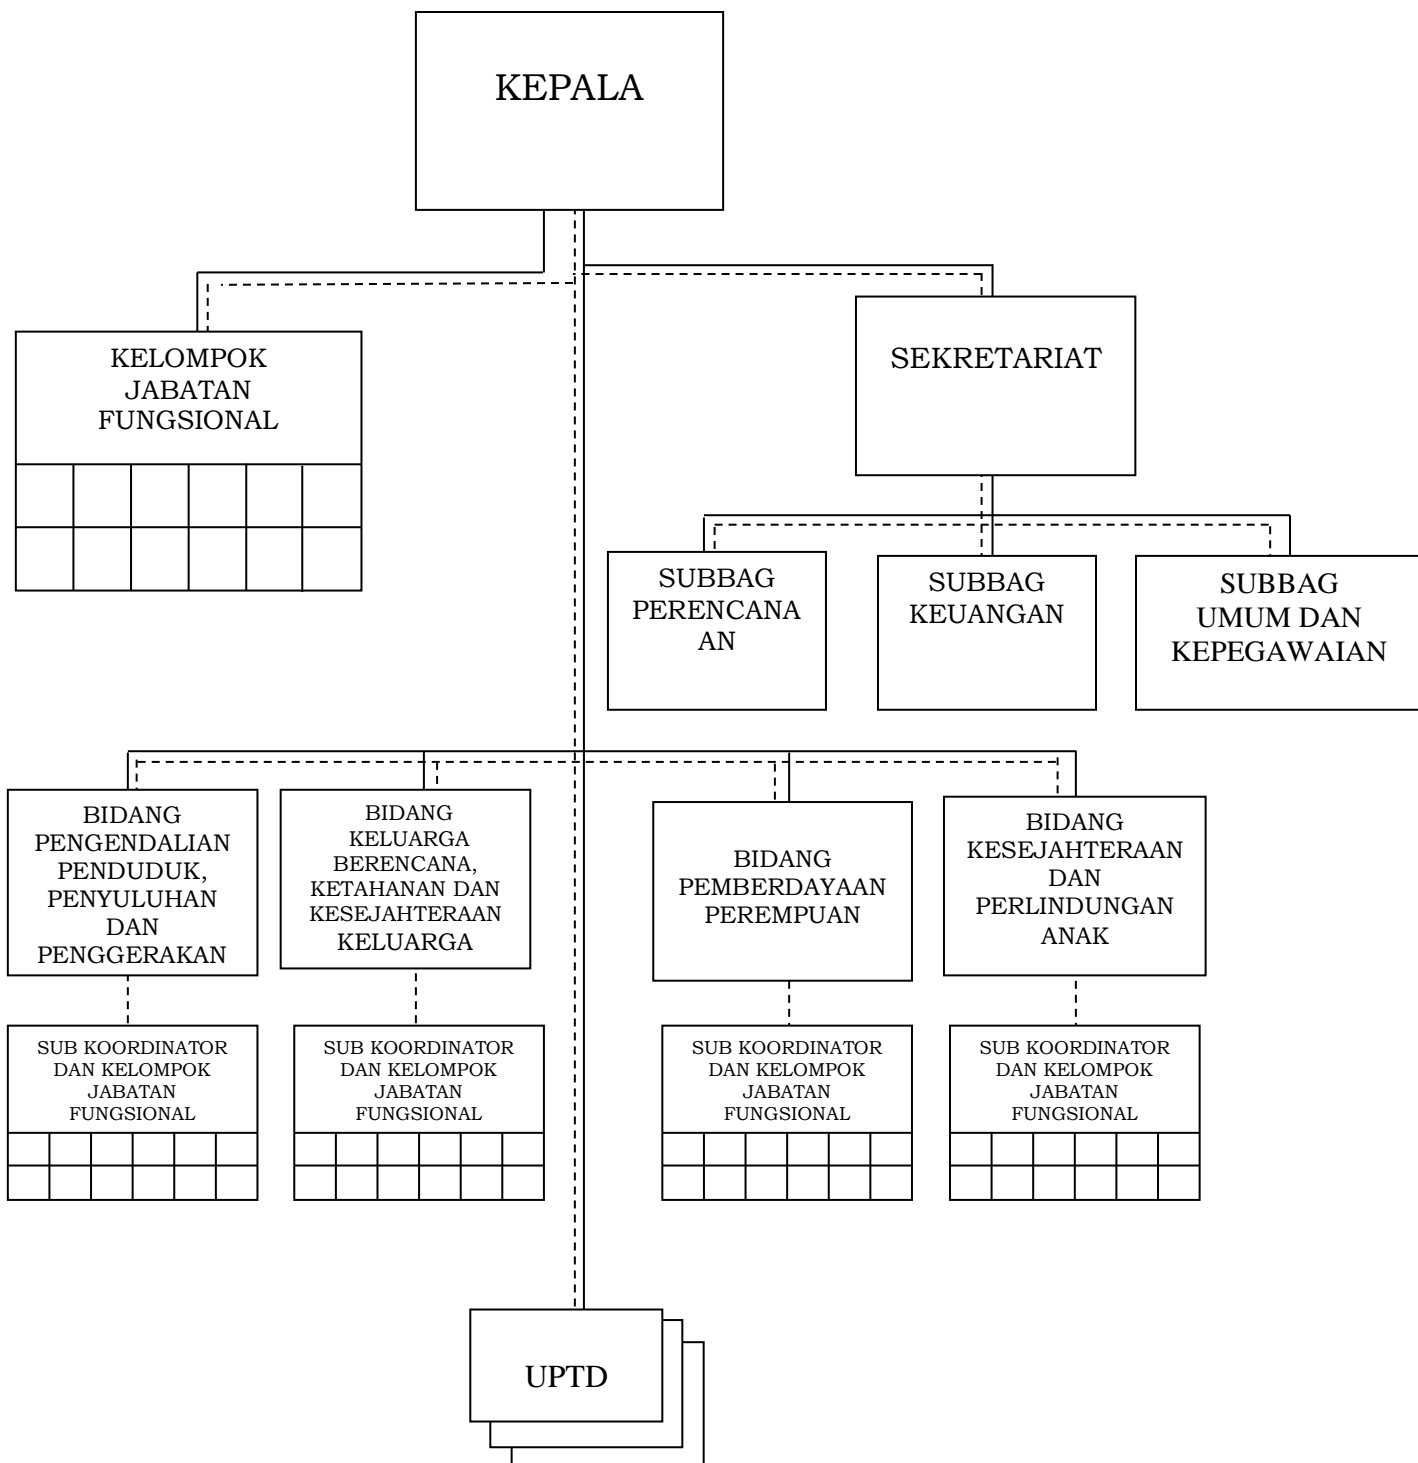 KEPALA
KELOMPOK
JABATAN
FUNGSIONAL
SEKRETARIAT
SUBBAG
PERENCANA
AN
SUBBAG
KEUANGAN
SUBBAG
UMUM DAN
KEPEGAWAIAN
BIDANG
PENGENDALIAN
PENDUDUK,
PENYULUHAN
DAN
PENGGERAKAN
BIDANG
KELUARGA
BERENCANA,
KETAHANAN DAN
KESEJAHTERAAN
KELUARGA
BIDANG
PEMBERDAYAAN
PEREMPUAN
BIDANG
KESEJAHTERAAN
DAN
PERLINDUNGAN
ANAK
SUB KOORDINATOR
DAN KELOMPOK
JABATAN
FUNGSIONAL
SUB KOORDINATOR
DAN KELOMPOK
JABATAN
FUNGSIONAL
SUB KOORDINATOR
DAN KELOMPOK
JABATAN
FUNGSIONAL
SUB KOORDINATOR
DAN KELOMPOK
JABATAN
FUNGSIONAL
UPTD